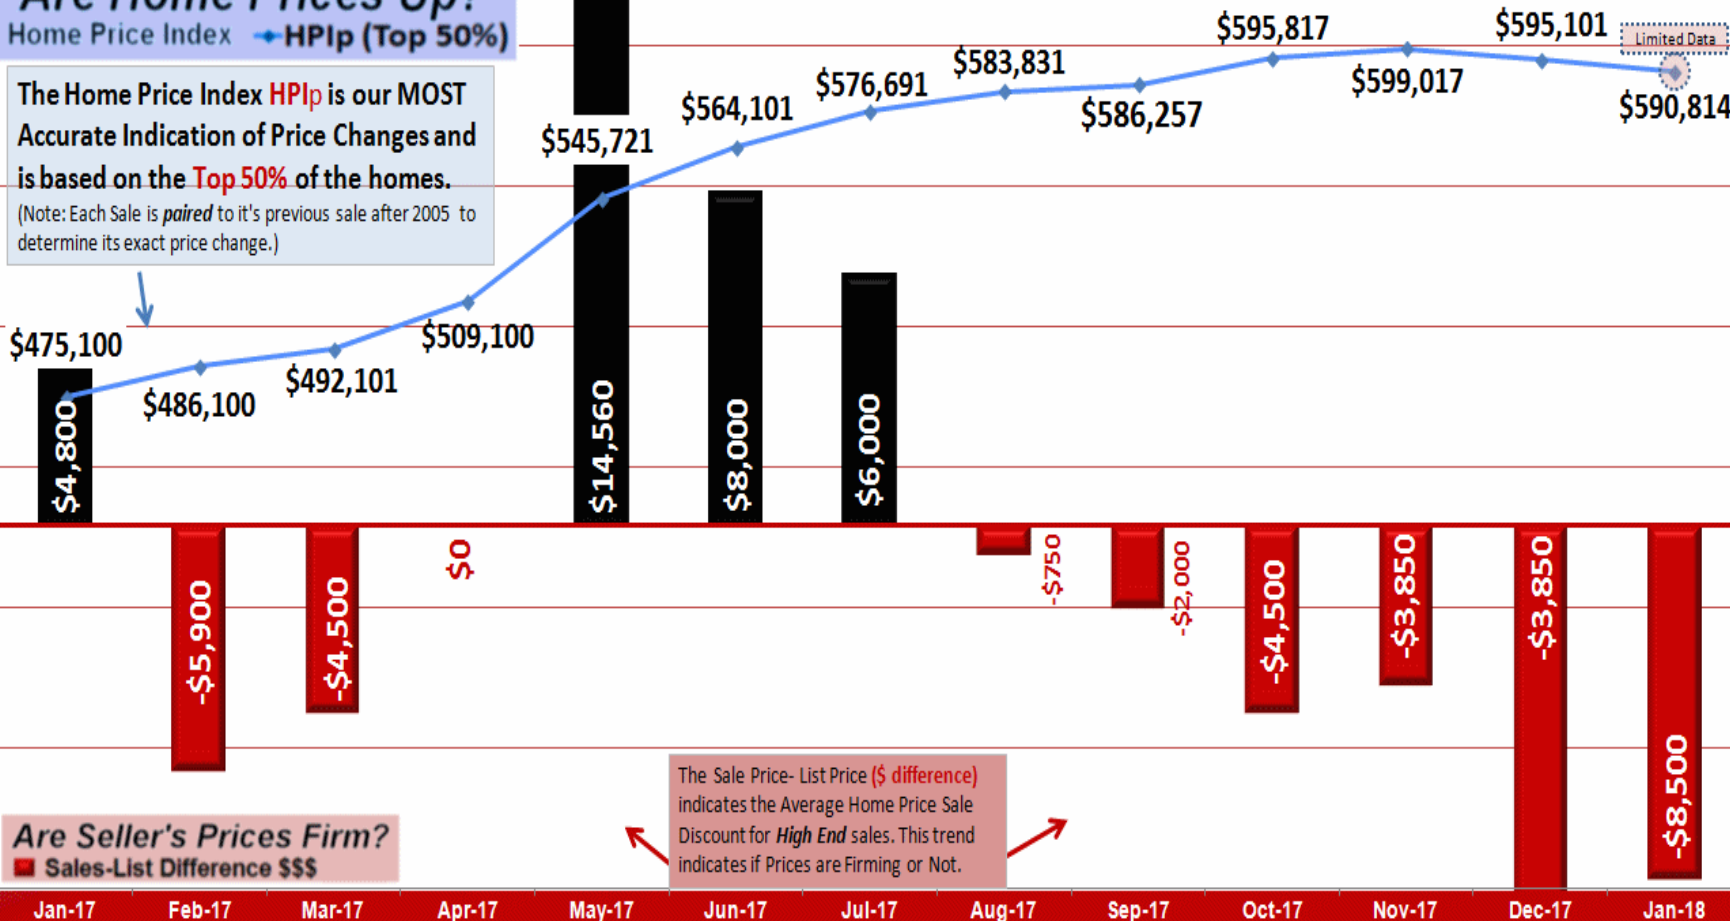 Are Home Prices Up?
Home Price Index HPIp (Top 50%)
The Home Price Index HPIp is our MOST
Accurate Indication of Price Changes and
is based on the Top 50% of the homes.
(Note: Each Sale is paired to it's previous sale after 2005 to
determine its exact price change.)
$475,100
$486,100
$492,101
$509,100
$545,721
$564,101
$576,691
$583,831
$586,257
$595,817
$599,017
$595,101
Limited Data
$590,814
$4,800
-$5,900
-$4,500
$0
$14,560
$8,000
$6,000
-$750
-$2,000
-$4,500
-$3,850
-$3,850
-$8,500
The Sale Price- List Price ($ difference)
indicates the Average Home Price Sale
Discount for High End sales. This trend
indicates if Prices are Firming or Not.
Are Seller's Prices Firm?
Sales-List Difference $$$
Jan-17 Feb-17 Mar-17 Apr-17 May-17 Jun-17 Jul-17 Aug-17 Sep-17 Oct-17 Nov-17 Dec-17 Jan-18